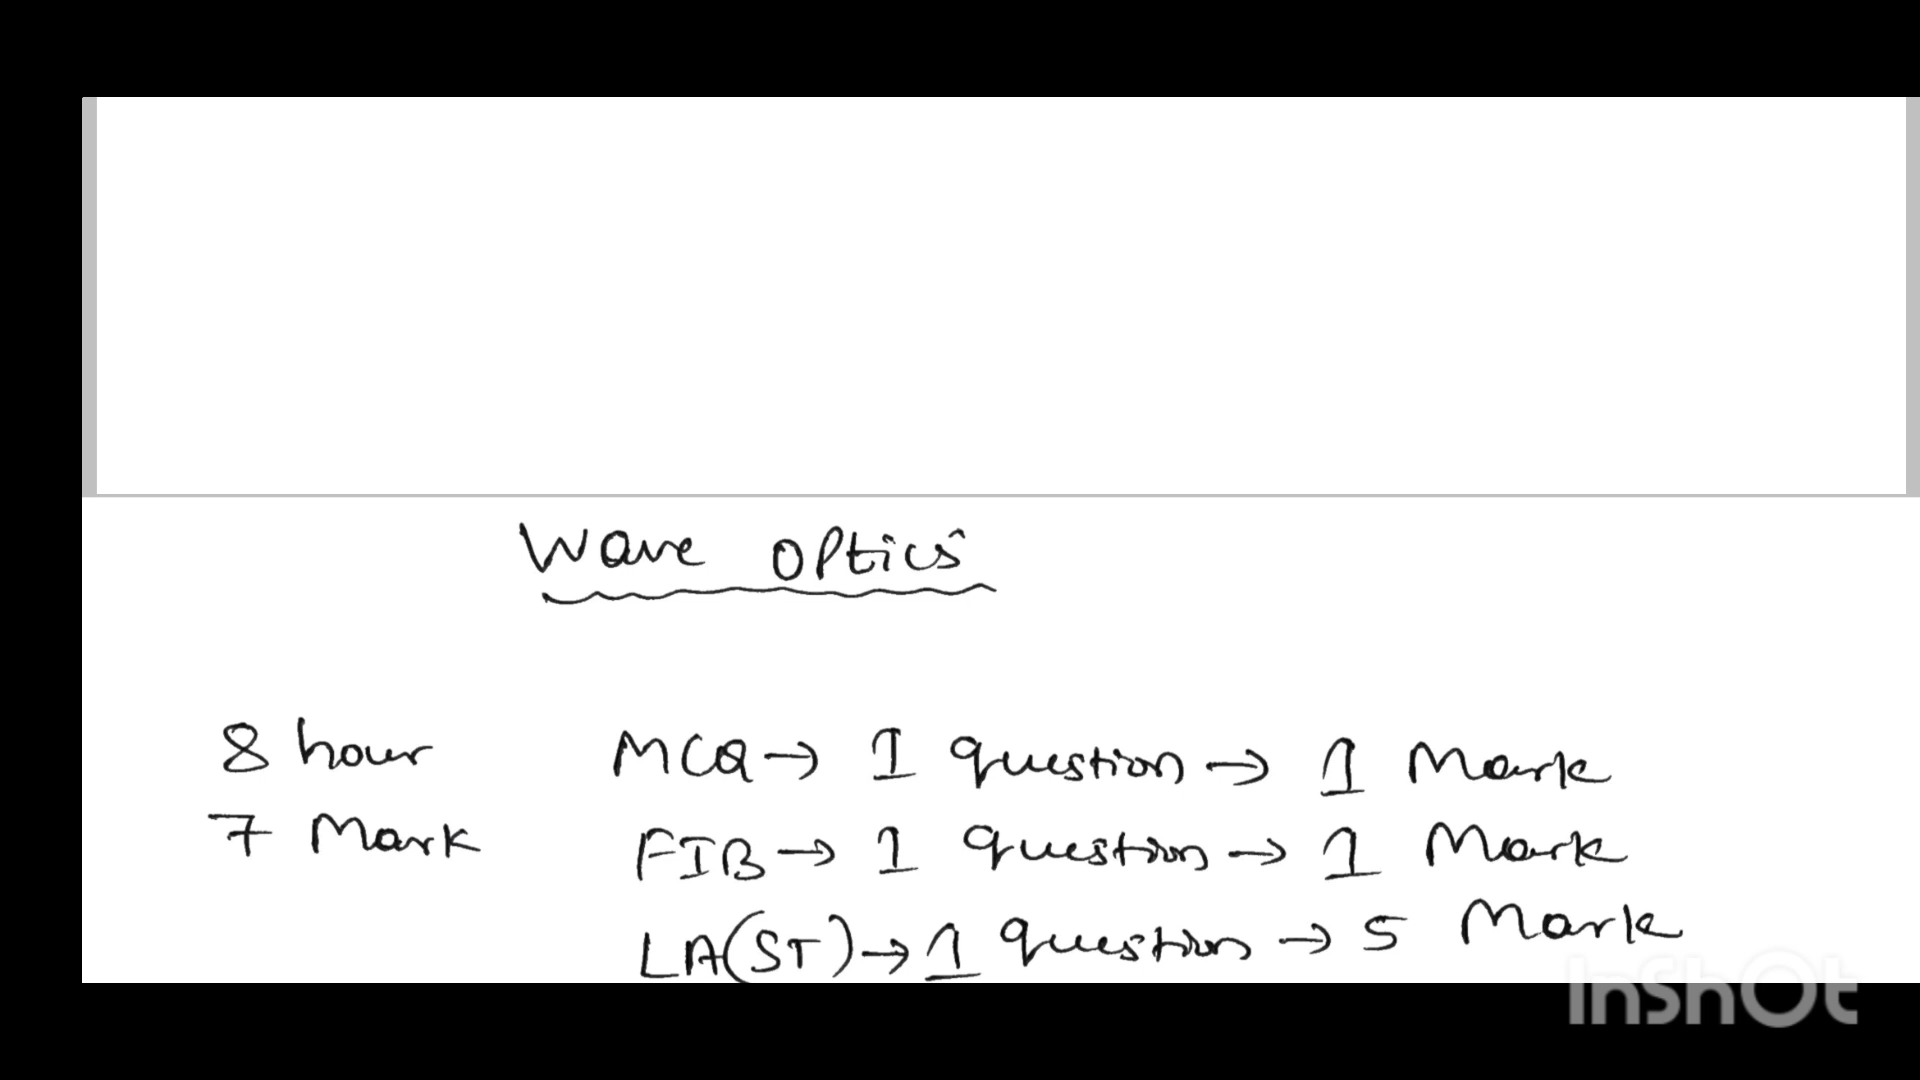 Wave optics
8 hour MCQ → 1 question → 1 Mark
7 Mark FIB → 1 question → 1 Mark
LA(ST) → 1 question → 5 Mark
InShOt